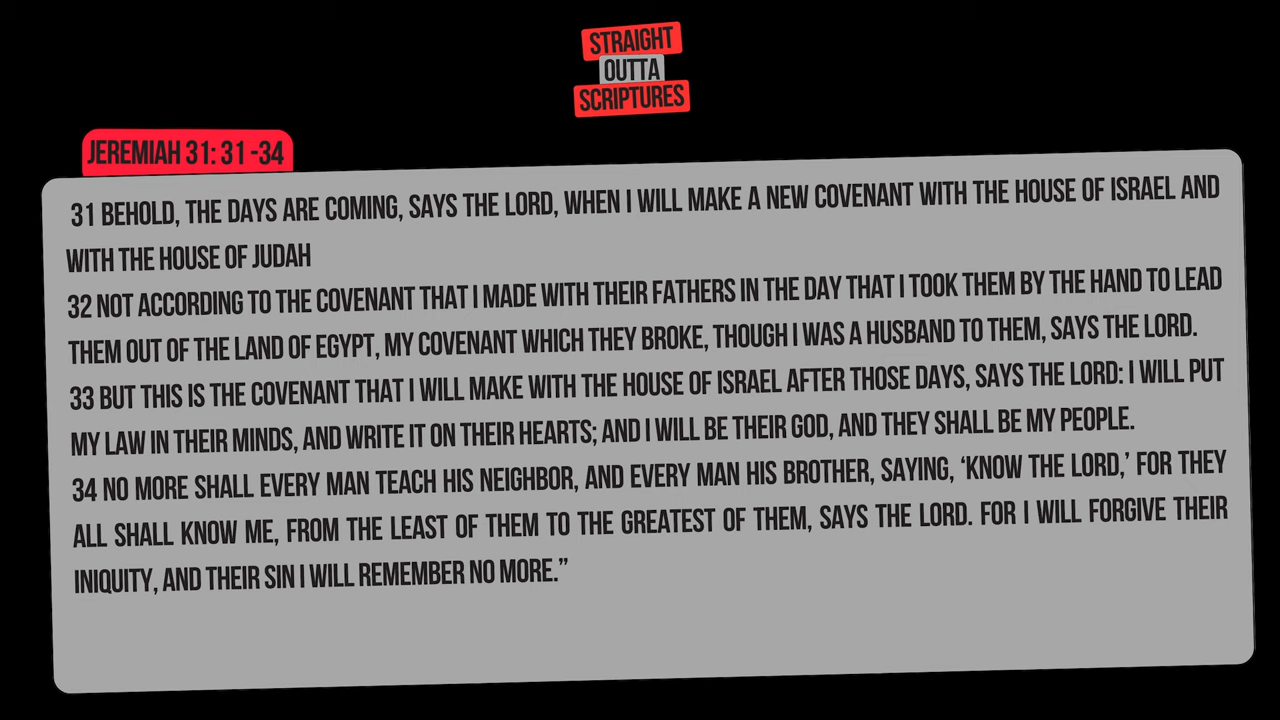 STRAIGHT
OUTTA
SCRIPTURES
JEREMIAH 31: 31 -34
31 BEHOLD, THE DAYS ARE COMING, SAYS THE LORD, WHEN I WILL MAKE A NEW COVENANT WITH THE HOUSE OF ISRAEL AND
WITH THE HOUSE OF JUDAH
32 NOT ACCORDING TO THE COVENANT THAT I MADE WITH THEIR FATHERS IN THE DAY THAT I TOOK THEM BY THE HAND TO LEAD
THEM OUT OF THE LAND OF EGYPT, MY COVENANT WHICH THEY BROKE, THOUGH I WAS A HUSBAND TO THEM, SAYS THE LORD.
33 BUT THIS IS THE COVENANT THAT I WILL MAKE WITH THE HOUSE OF ISRAEL AFTER THOSE DAYS, SAYS THE LORD: I WILL PUT
MY LAW IN THEIR MINDS, AND WRITE IT ON THEIR HEARTS; AND I WILL BE THEIR GOD, AND THEY SHALL BE MY PEOPLE.
34 NO MORE SHALL EVERY MAN TEACH HIS NEIGHBOR, AND EVERY MAN HIS BROTHER, SAYING, ‘KNOW THE LORD,’ FOR THEY
ALL SHALL KNOW ME, FROM THE LEAST OF THEM TO THE GREATEST OF THEM, SAYS THE LORD. FOR I WILL FORGIVE THEIR
INIQUITY, AND THEIR SIN I WILL REMEMBER NO MORE.”